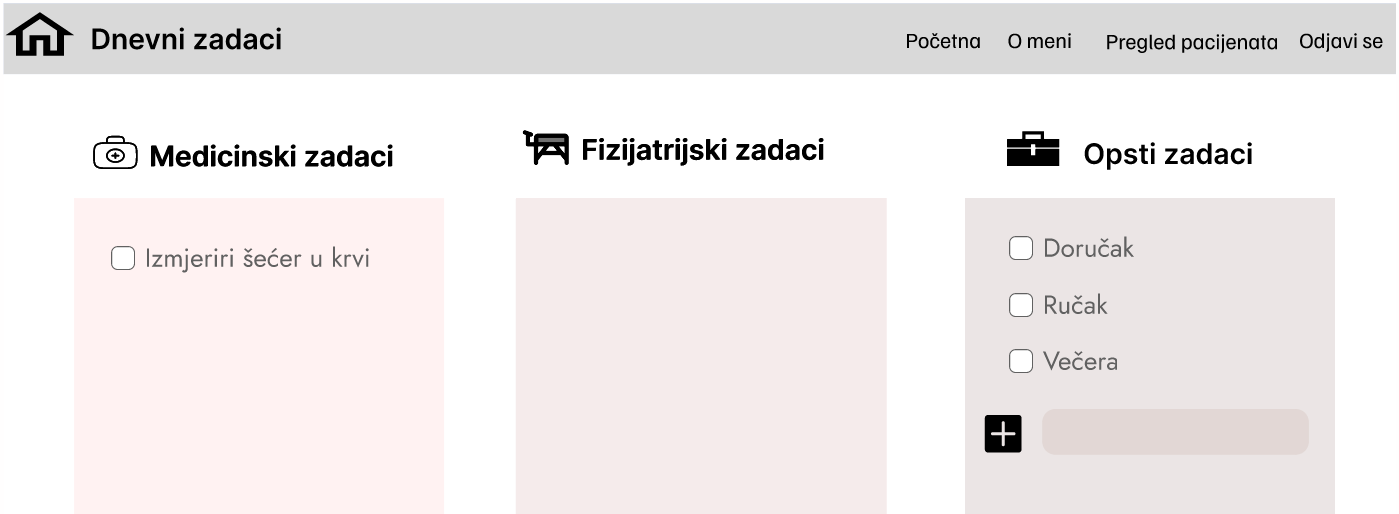 Dnevni zadaci
Početna O meni Pregled pacijenata Odjavi se
Medicinski zadaci
Izmjeriri šećer u krvi
Fizijatrijski zadaci
Opsti zadaci
Doručak
Ručak
Večera